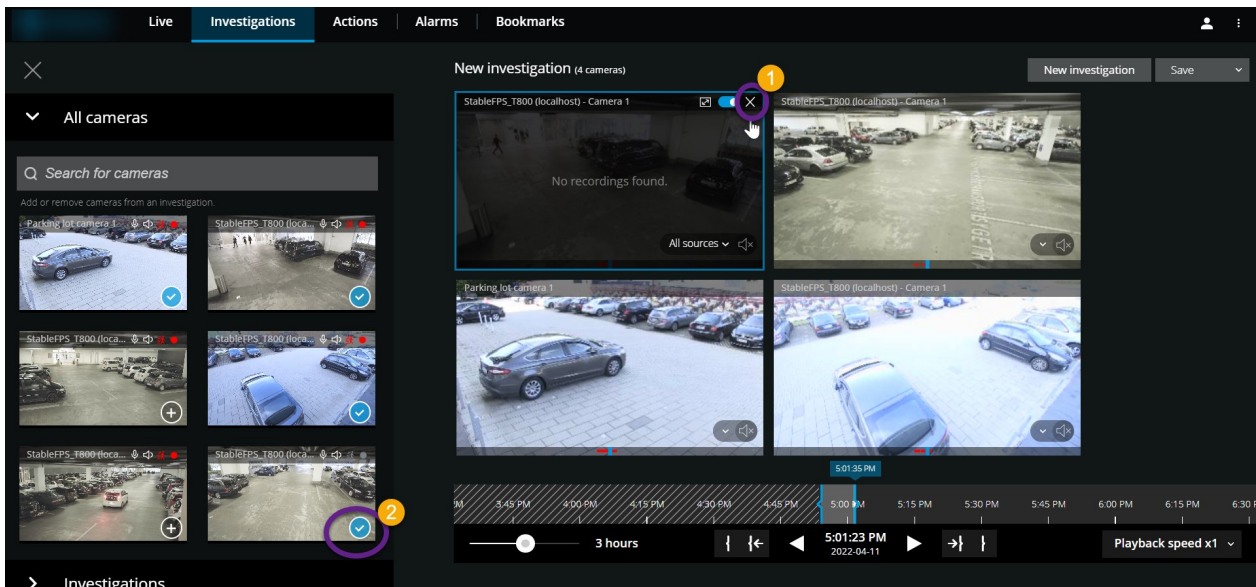 Live Investigations Actions Alarms Bookmarks
All cameras
Search for cameras
Add or remove cameras from an investigation.
Parking lot camera 1
StableFPS_T800 (loca...
StableFPS_T800 (loca...
StableFPS_T800 (loca...
StableFPS_T800 (loca...
StableFPS_T800 (loca...
2
Investigations
New investigation (4 cameras)
1
New investigation
Save
StableFPS_T800 (localhost) - Camera 1
No recordings found.
All sources
StableFPS_T800 (localhost) - Camera 1
Parking lot camera 1
StableFPS_T800 (localhost) - Camera 1
5:01:35 PM
3:45 PM 4:00 PM 4:15 PM 4:30 PM 4:45 PM 5:00 PM 5:15 PM 5:30 PM 5:45 PM 6:00 PM 6:15 PM 6:30
3 hours
5:01:23 PM
2022-04-11
Playback speed x1